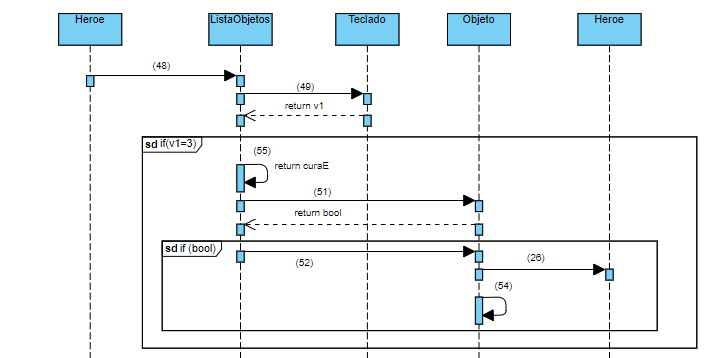 Heroe
ListaObjetos
Teclado
Objeto
Heroe
(48)
(49)
return v1
sd if(v1=3)
(55)
return curaE
(51)
return bool
sd if (bool)
(52)
(26)
(54)